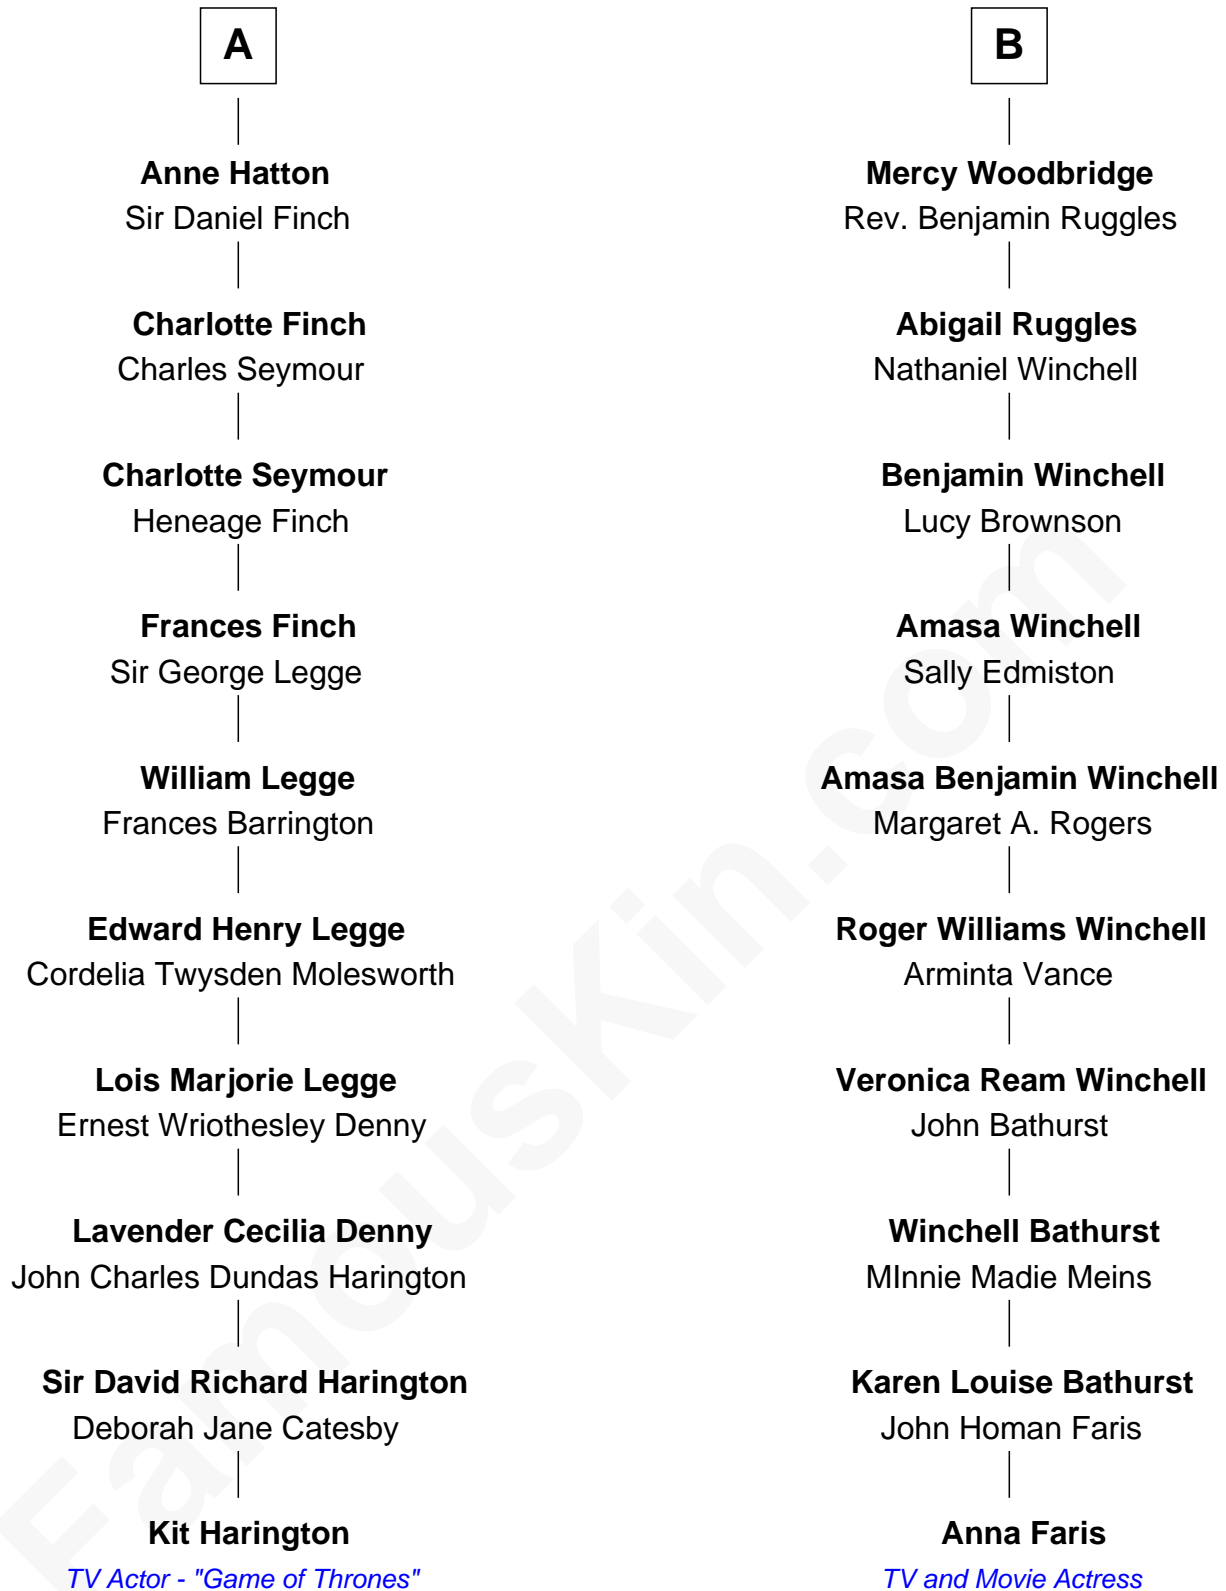 A
Anne Hatton
Sir Daniel Finch
Charlotte Finch
Charles Seymour
Charlotte Seymour
Heneage Finch
Frances Finch
Sir George Legge
William Legge
Frances Barrington
Edward Henry Legge
Cordelia Twysden Molesworth
Lois Marjorie Legge
Ernest Wriothesley Denny
Lavender Cecilia Denny
John Charles Dundas Harington
Sir David Richard Harington
Deborah Jane Catesby
Kit Harington
TV Actor - "Game of Thrones"
B
Mercy Woodbridge
Rev. Benjamin Ruggles
Abigail Ruggles
Nathaniel Winchell
Benjamin Winchell
Lucy Brownson
Amasa Winchell
Sally Edmiston
Amasa Benjamin Winchell
Margaret A. Rogers
Roger Williams Winchell
Arminta Vance
Veronica Ream Winchell
John Bathurst
Winchell Bathurst
MInnie Madie Meins
Karen Louise Bathurst
John Homan Faris
Anna Faris
TV and Movie Actress
FamousKin.com